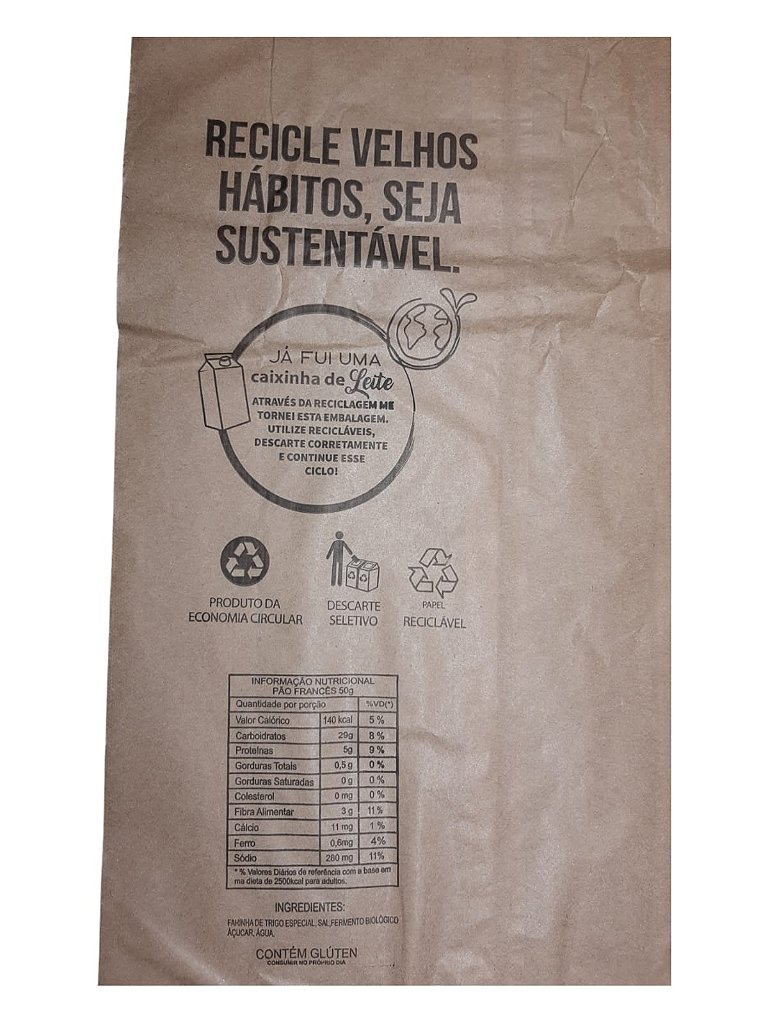 RECICLE VELHOS
HÁBITOS, SEJA
SUSTENTÁVEL.
JÁ FUI UMA
caixinha de Leite
ATRAVÉS DA RECICLAGEM ME
TORNEI ESTA EMBALAGEM.
UTILIZE RECICLÁVEIS,
DESCARTE CORRETAMENTE
E CONTINUE ESSE
CICLO!
PRODUTO DA
ECONOMIA CIRCULAR
DESCARTE
SELETIVO
PAPEL
RECICLÁVEL
INFORMAÇÃO NUTRICIONAL
PÃO FRANCÊS 50g
Quantidade por porção %VD(*)
Valor Calórico 140 kcal 5 %
Carboidratos 29g 8 %
Proteínas 5g 9 %
Gorduras Totais 0,5 g 0 %
Gorduras Saturadas 0 g 0 %
Colesterol 0 mg 0 %
Fibra Alimentar 3 g 11 %
Cálcio 11 mg 1 %
Ferro 0,6mg 4%
Sódio 280 mg 11%
* % Valores Diários de referência com a base em
ma dieta de 2500kcal para adultos.
INGREDIENTES:
FARINHA DE TRIGO ESPECIAL, SAL,FERMENTO BIOLÓGICO
AÇUCAR, ÁGUA.
CONTÉM GLÚTEN
CONSUMIR NO PRÓPRIO DIA